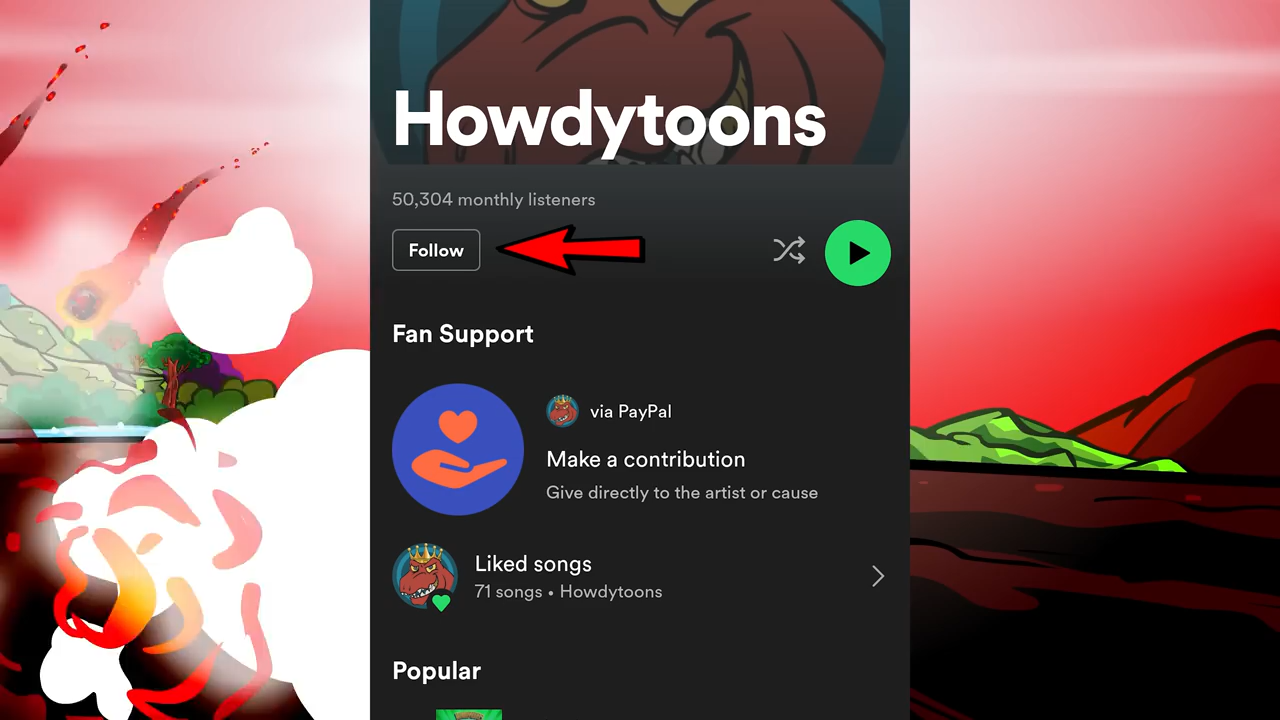 Howdytoons
50,304 monthly listeners
Follow
Fan Support
via PayPal
Make a contribution
Give directly to the artist or cause
Liked songs
71 songs • Howdytoons
Popular